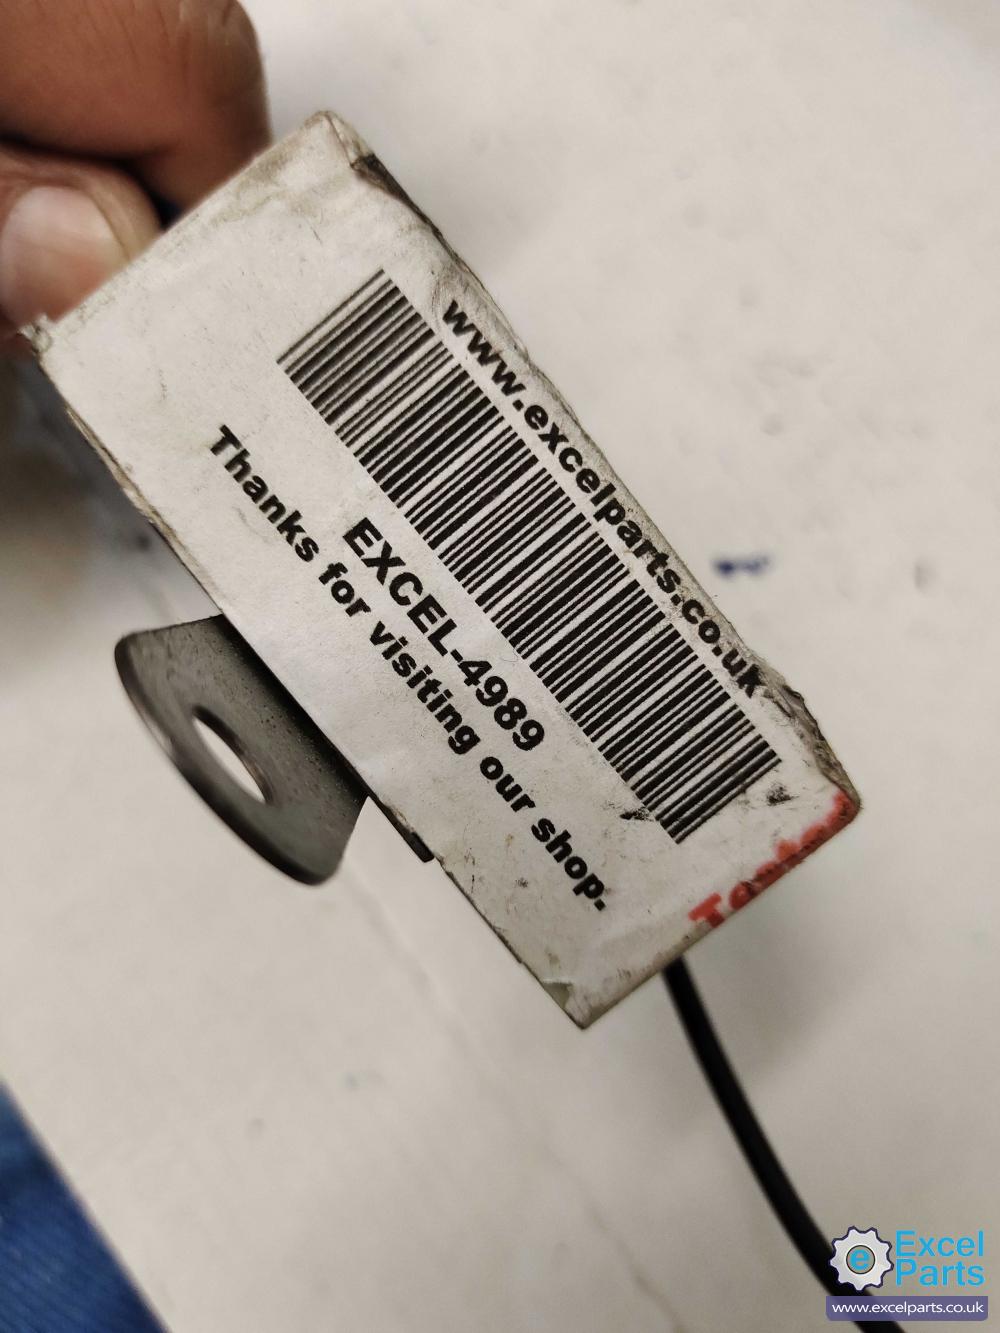 www.excelparts.co.uk
EXCEL-4989
Thanks for visiting our shop.
Excel
Parts
www.excelparts.co.uk